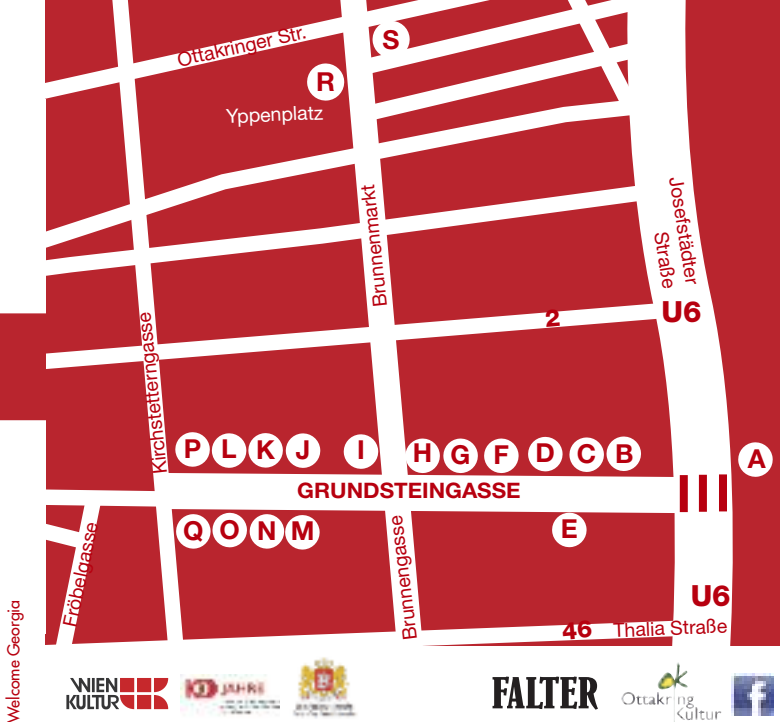 Ottakringer Str.
S
R
Yppenplatz
Brunnenmarkt
Josefstädter
Straße
U6
2
Kirchstetterngasse
P L K J I H G F D C B
A
GRUNDSTEINGASSE
Q O N M
E
Fröbelgasse
Brunnengasse
U6
46 Thalia Straße
Welcome Georgia
WIEN
KULTUR
JAHRE
FALTER
Ottakring
Kultur
f